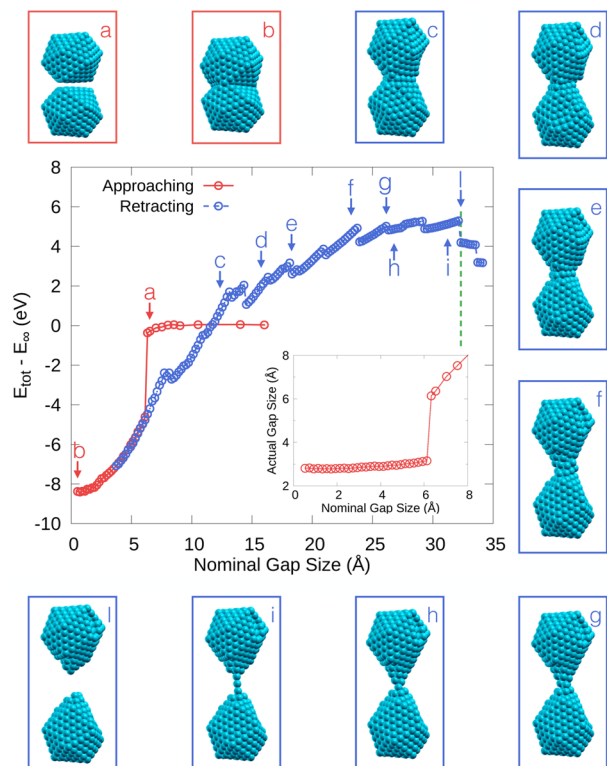 a
b
c
d
Approaching
Retracting
E_tot - E_∞ (eV)
8
6
4
2
0
-2
-4
-6
-8
-10
a
b
c
d
e
f
g
h
i
l
Actual Gap Size (Å)
8
6
4
2
0 2 4 6 8
Nominal Gap Size (Å)
0 5 10 15 20 25 30 35
Nominal Gap Size (Å)
e
f
l
i
h
g